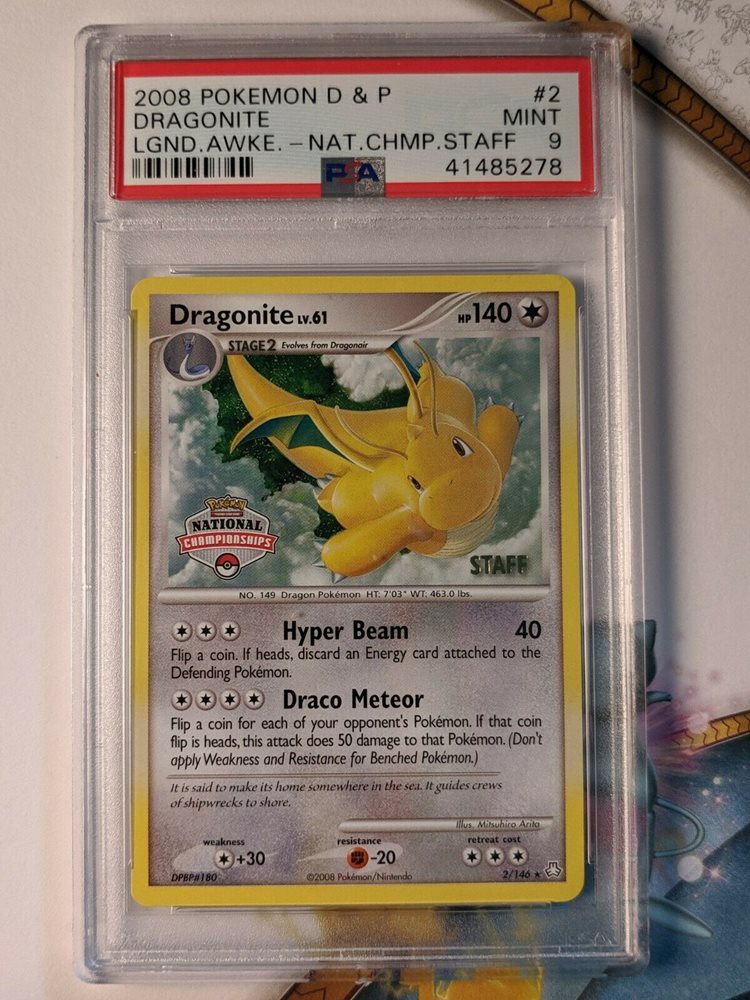 2008 POKEMON D & P #2
DRAGONITE MINT
LGND.AWKE. - NAT.CHMP.STAFF 9
PSA 41485278
Dragonite LV.61 HP 140
STAGE2 Evolves from Dragonair
Pokémon
NATIONAL
CHAMPIONSHIPS
STAFF
NO. 149 Dragon Pokémon HT: 7'03" WT: 463.0 lbs.
Hyper Beam 40
Flip a coin. If heads, discard an Energy card attached to the
Defending Pokémon.
Draco Meteor
Flip a coin for each of your opponent's Pokémon. If that coin
flip is heads, this attack does 50 damage to that Pokémon. (Don't
apply Weakness and Resistance for Benched Pokémon.)
It is said to make its home somewhere in the sea. It guides crews
of shipwrecks to shore.
Illus. Mitsuhiro Arita
weakness resistance retreat cost
+30 -20
DPBP#180 ©2008 Pokémon/Nintendo 2/146 ★